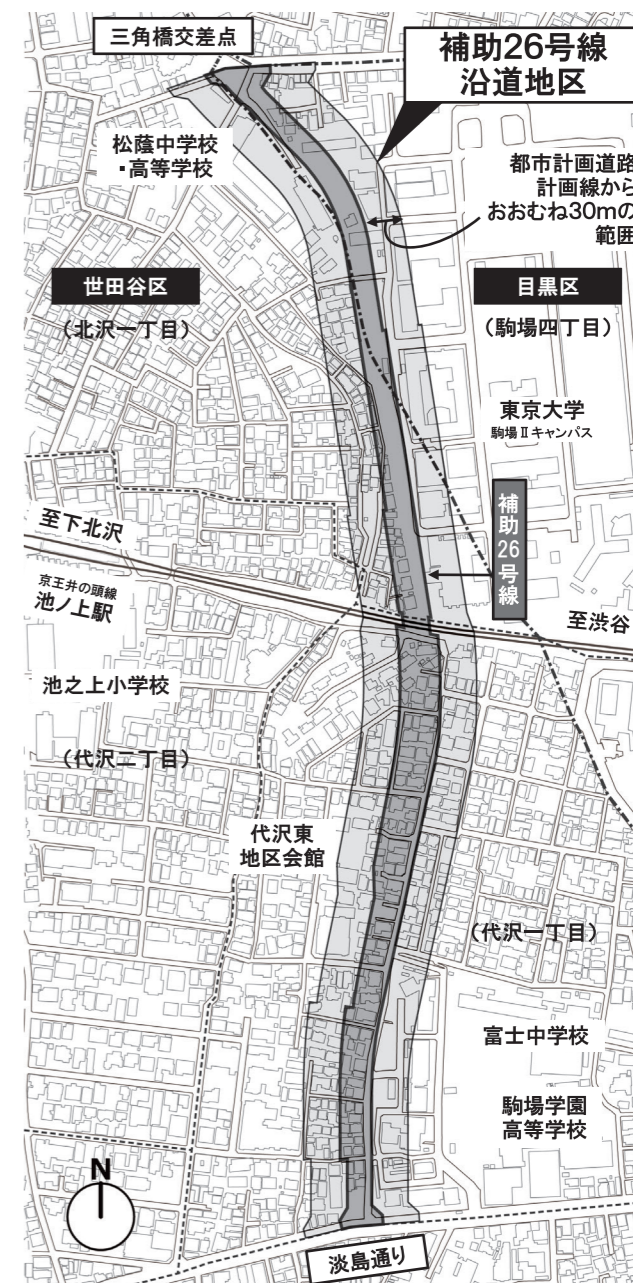 三角橋交差点
補助26号線
沿道地区
松蔭中学校
・高等学校
都市計画道路
計画線から
おおむね30mの
範囲
世田谷区
(北沢一丁目)
目黒区
(駒場四丁目)
東京大学
駒場Ⅱキャンパス
補助26号線
至下北沢
京王井の頭線
池ノ上駅
至渋谷
池之上小学校
(代沢二丁目)
代沢東
地区会館
(代沢一丁目)
富士中学校
駒場学園
高等学校
N
淡島通り